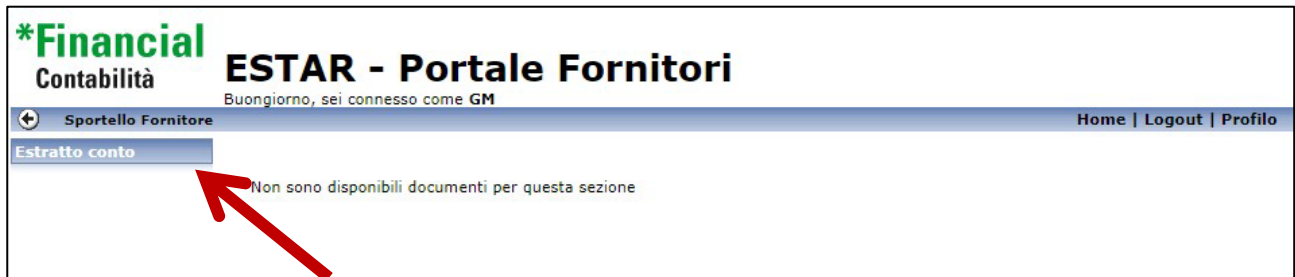 *Financial
Contabilità
ESTAR - Portale Fornitori
Buongiorno, sei connesso come GM
Sportello Fornitore
Home | Logout | Profilo
Estratto conto
Non sono disponibili documenti per questa sezione